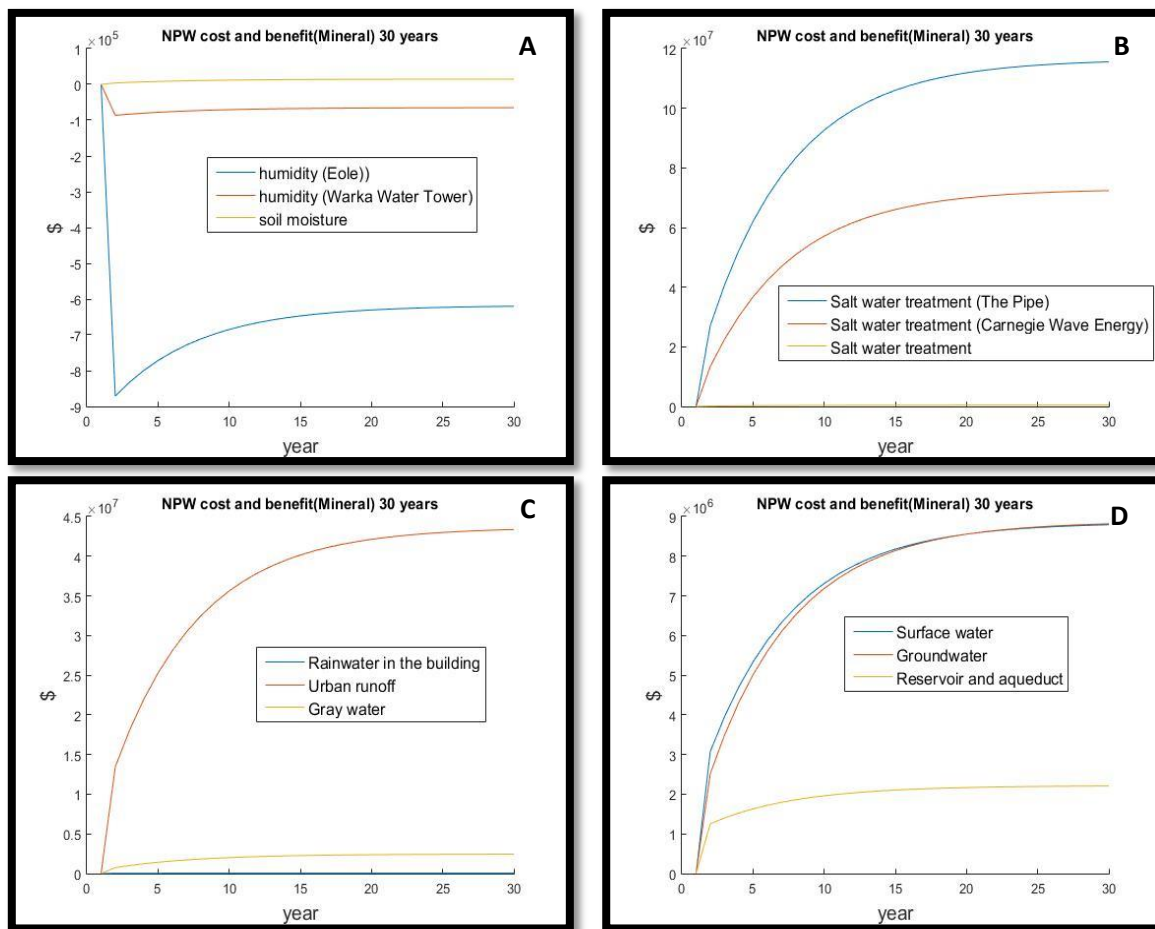 NPW cost and benefit(Mineral) 30 years
A
×10^5
1
0
-1
-2
-3
-4
-5
-6
-7
-8
-9
$
humidity (Eole))
humidity (Warka Water Tower)
soil moisture
0 5 10 15 20 25 30
year
NPW cost and benefit(Mineral) 30 years
B
×10^7
12
10
8
6
4
2
0
$
Salt water treatment (The Pipe)
Salt water treatment (Carnegie Wave Energy)
Salt water treatment
0 5 10 15 20 25 30
year
NPW cost and benefit(Mineral) 30 years
C
×10^7
4.5
4
3.5
3
2.5
2
1.5
1
0.5
0
$
Rainwater in the building
Urban runoff
Gray water
0 5 10 15 20 25 30
year
NPW cost and benefit(Mineral) 30 years
D
×10^6
9
8
7
6
5
4
3
2
1
0
$
Surface water
Groundwater
Reservoir and aqueduct
0 5 10 15 20 25 30
year